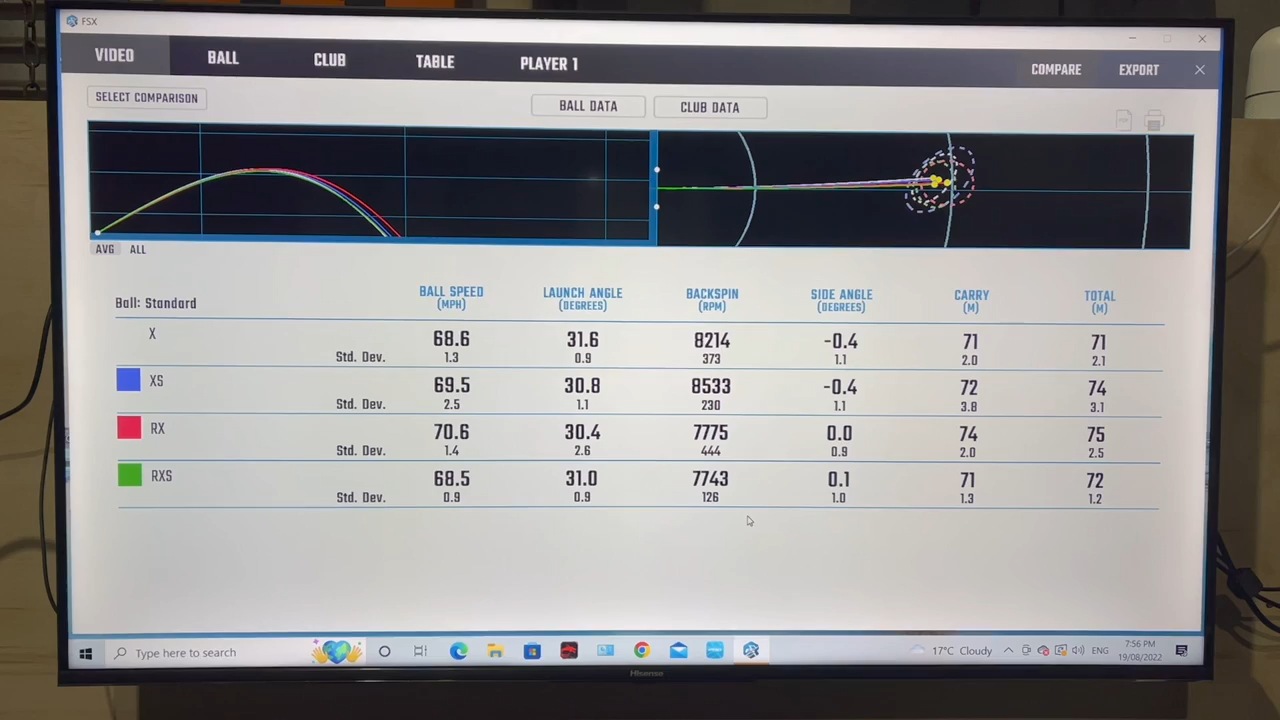 FSX
VIDEO BALL CLUB TABLE PLAYER 1 COMPARE EXPORT
SELECT COMPARISON BALL DATA CLUB DATA
AVG ALL
Ball: Standard BALL SPEED (MPH) LAUNCH ANGLE (DEGREES) BACKSPIN (RPM) SIDE ANGLE (DEGREES) CARRY (M) TOTAL (M)
X 68.6 31.6 8214 -0.4 71 71
Std. Dev. 1.3 0.9 373 1.1 2.0 2.1
XS 69.5 30.8 8533 -0.4 72 74
Std. Dev. 2.5 1.1 230 1.1 3.8 3.1
RX 70.6 30.4 7775 0.0 74 75
Std. Dev. 1.4 2.6 444 0.9 2.0 2.5
RXS 68.5 31.0 7743 0.1 71 72
Std. Dev. 0.9 0.9 126 1.0 1.3 1.2
Type here to search 17°C Cloudy ENG 7:56 PM
19/08/2022
Hisense